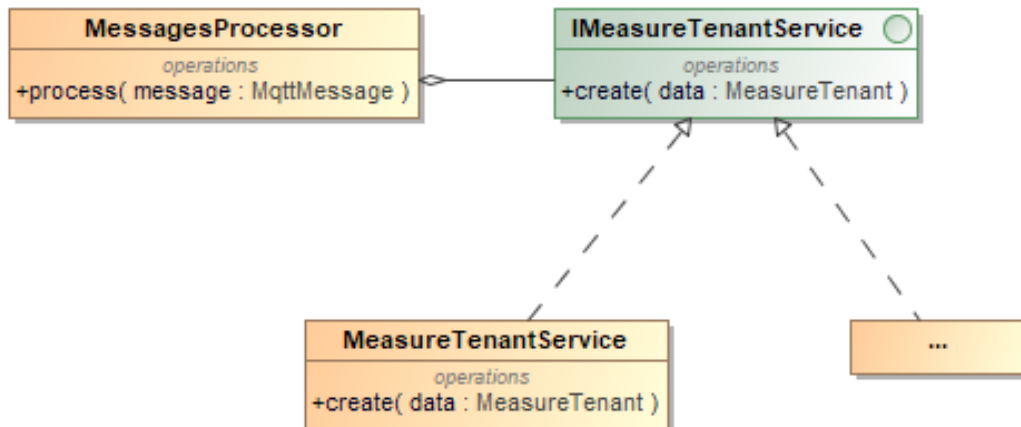 MessagesProcessor
operations
+process( message : MqttMessage )
IMeasureTenantService
operations
+create( data : MeasureTenant )
MeasureTenantService
operations
+create( data : MeasureTenant )
...